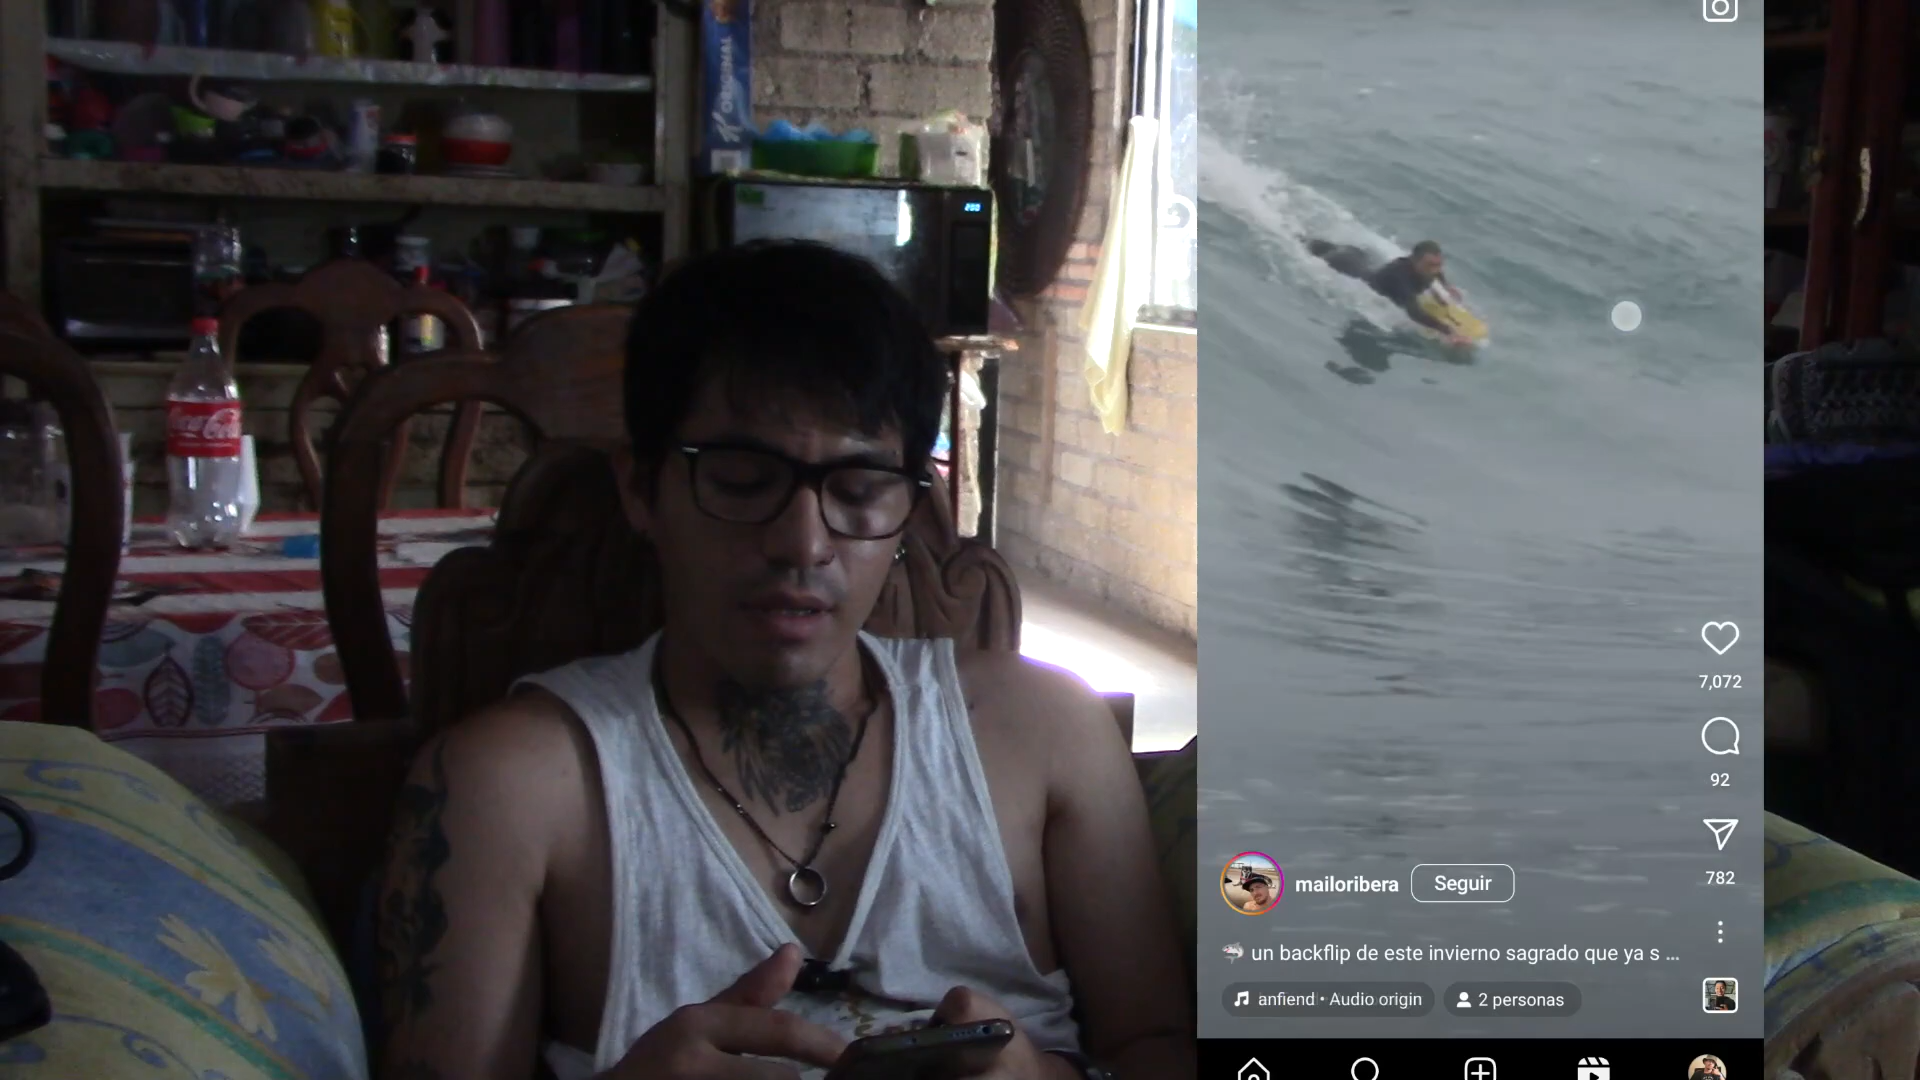 ORIGINAL
200
Coca-Cola
7,072
92
782
mailoribera
Seguir
un backflip de este invierno sagrado que ya s ...
anfiend • Audio origin
2 personas